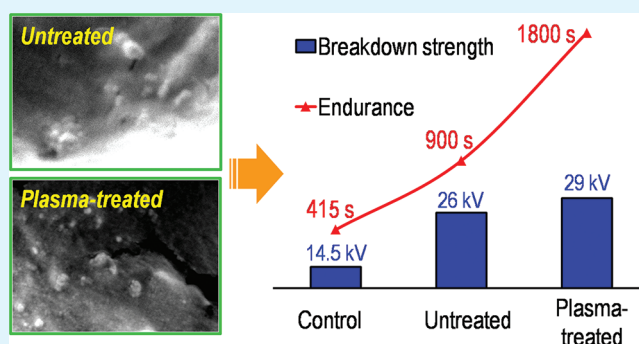 Untreated
Plasma-treated
Breakdown strength
Endurance
1800 s
900 s
415 s
14.5 kV
26 kV
29 kV
Control
Untreated
Plasma-
treated